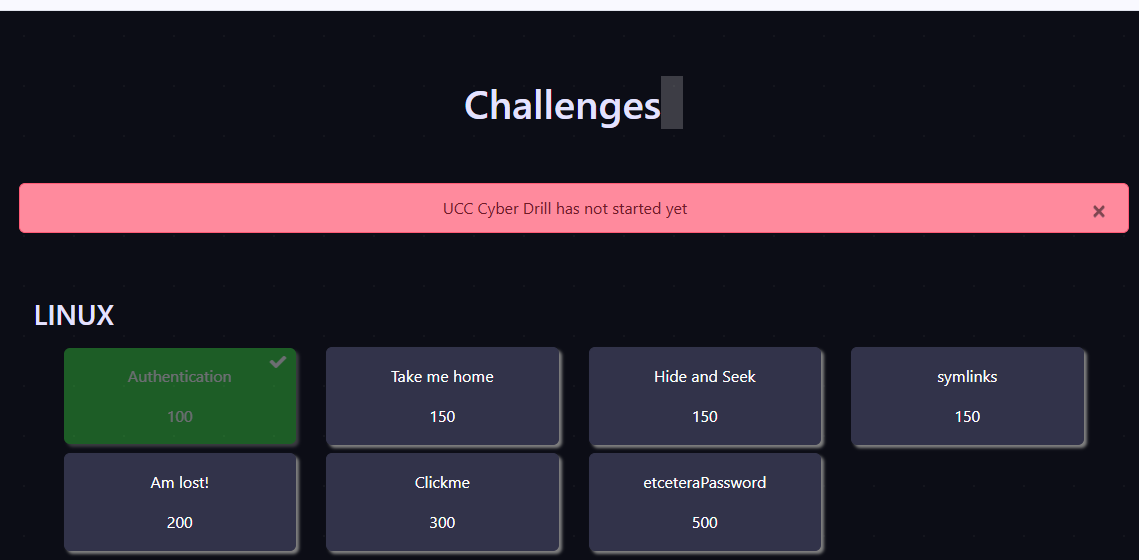 Challenges
UCC Cyber Drill has not started yet
×
LINUX
Authentication
100
Take me home
150
Hide and Seek
150
symlinks
150
Am lost!
200
Clickme
300
etceteraPassword
500